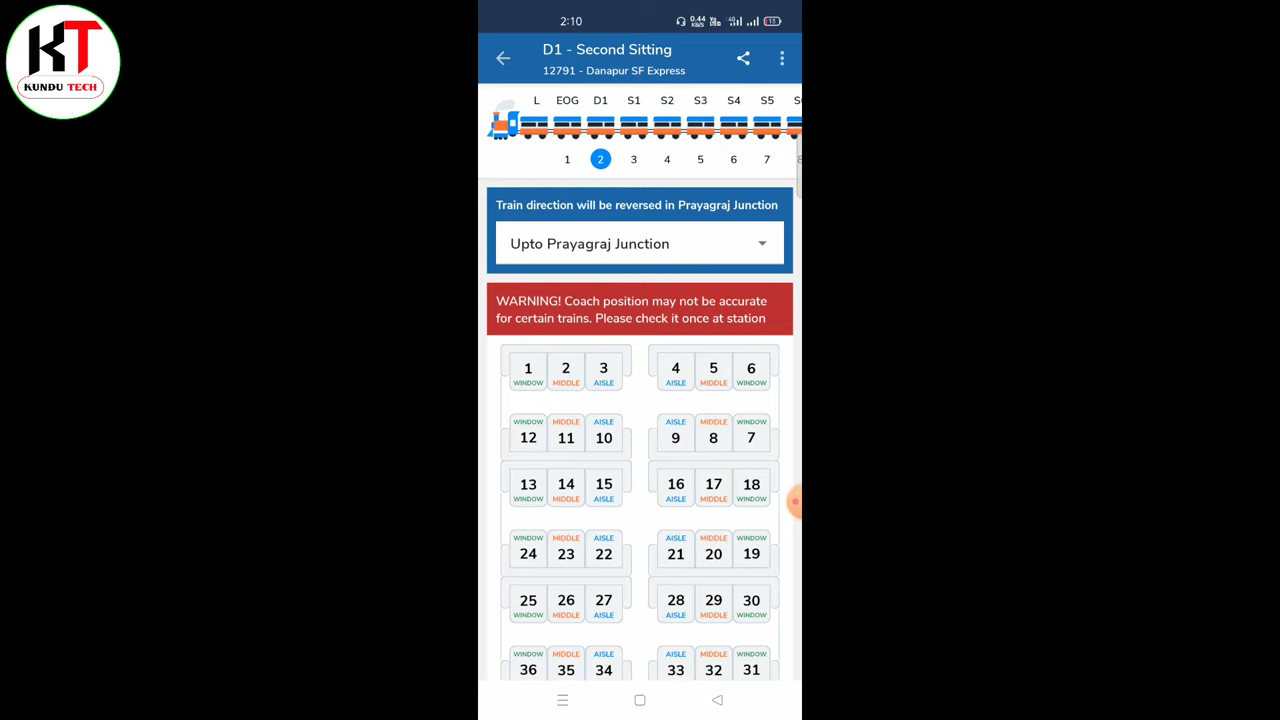 KT
KUNDU TECH
2:10
0.44
KB/S
4G
15
D1 - Second Sitting
12791 - Danapur SF Express
L EOG D1 S1 S2 S3 S4 S5
1 2 3 4 5 6 7 8
Train direction will be reversed in Prayagraj Junction
Upto Prayagraj Junction
WARNING! Coach position may not be accurate
for certain trains. Please check it once at station
1 2 3 4 5 6
WINDOW MIDDLE AISLE AISLE MIDDLE WINDOW
WINDOW MIDDLE AISLE AISLE MIDDLE WINDOW
12 11 10 9 8 7
13 14 15 16 17 18
WINDOW MIDDLE AISLE AISLE MIDDLE WINDOW
WINDOW MIDDLE AISLE AISLE MIDDLE WINDOW
24 23 22 21 20 19
25 26 27 28 29 30
WINDOW MIDDLE AISLE AISLE MIDDLE WINDOW
WINDOW MIDDLE AISLE AISLE MIDDLE WINDOW
36 35 34 33 32 31